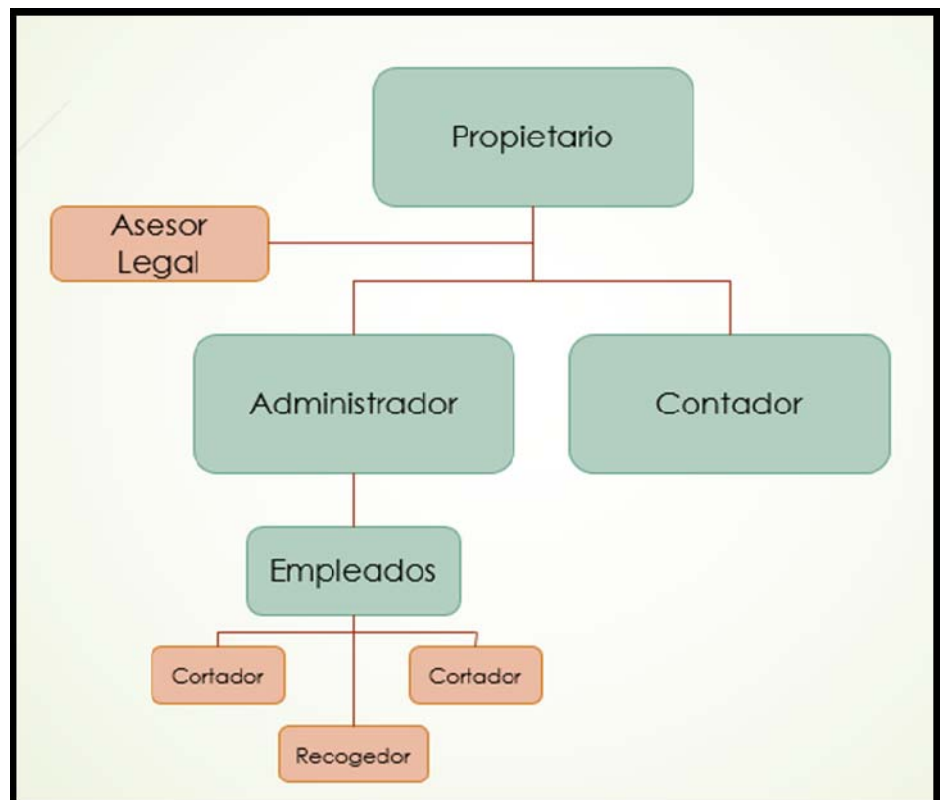 Propietario
Asesor
Legal
Administrador
Contador
Empleados
Cortador
Cortador
Recogedor